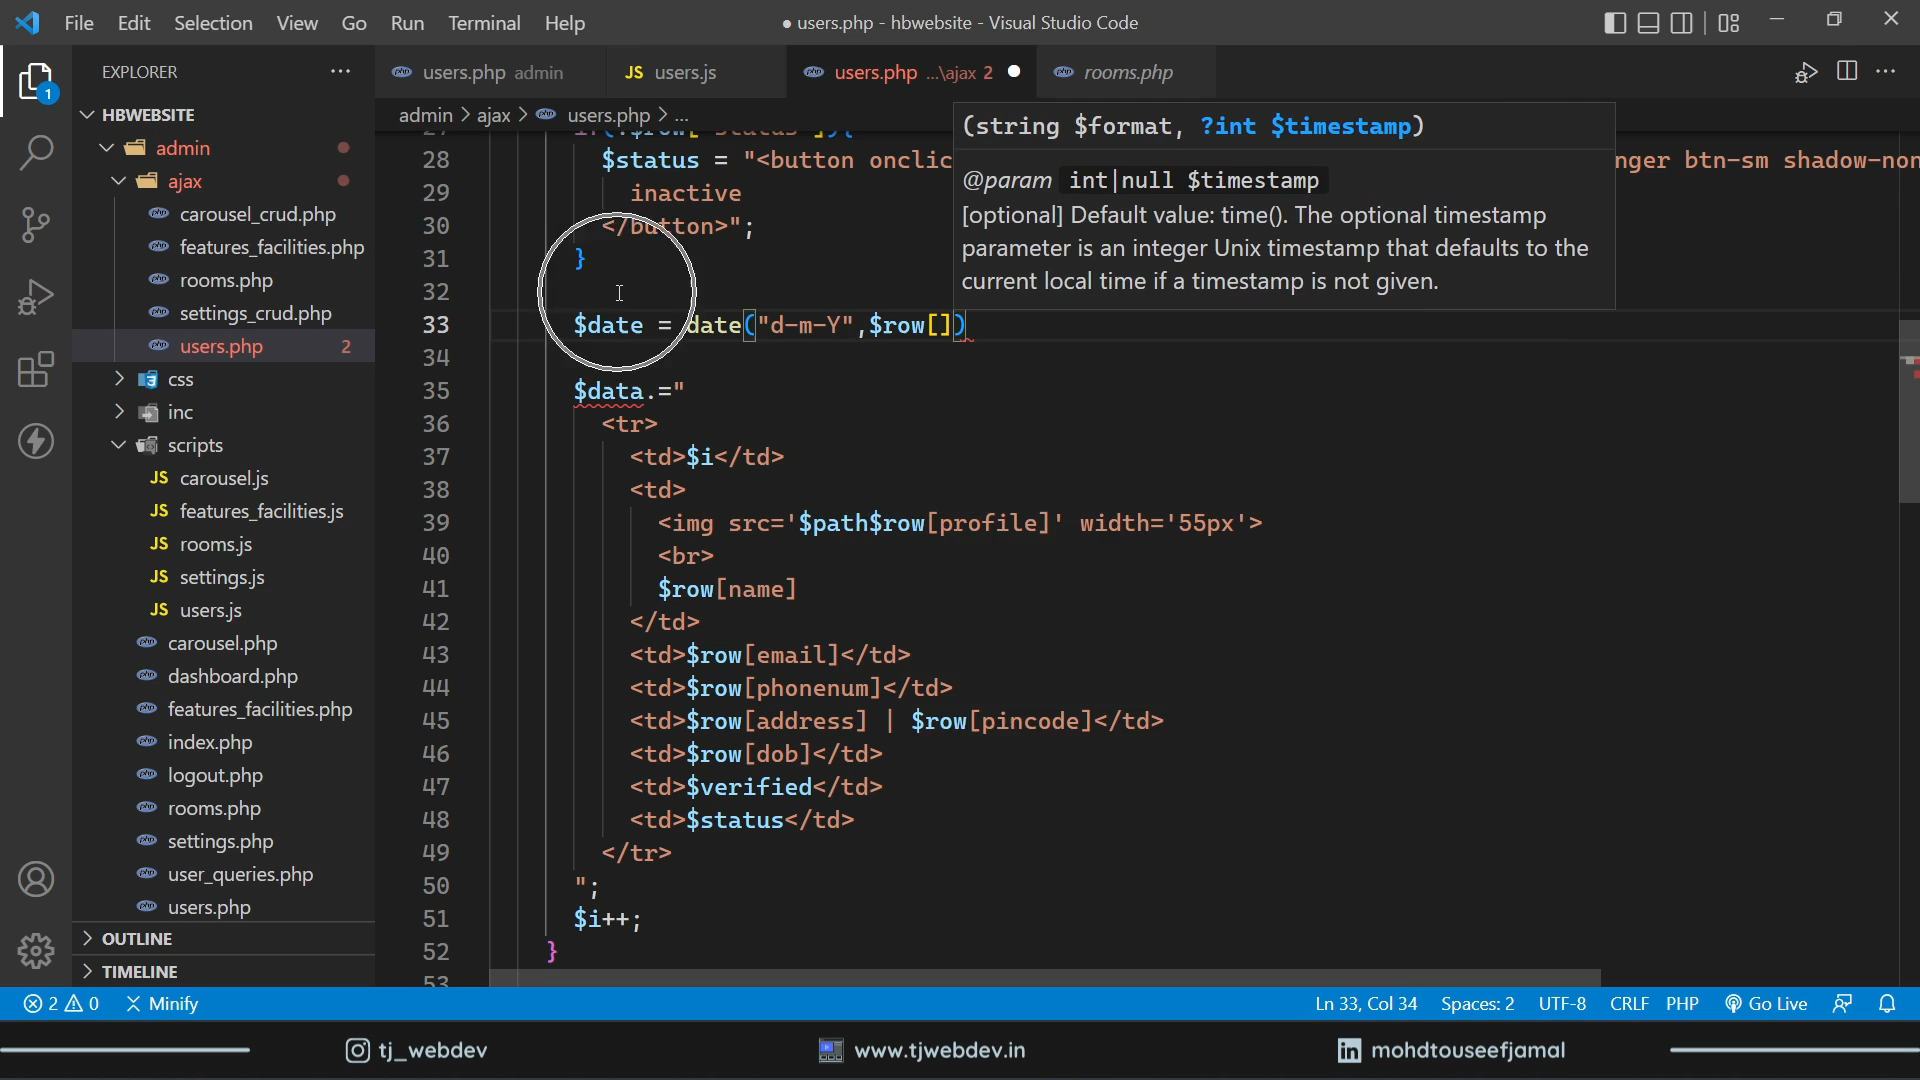 File Edit Selection View Go Run Terminal Help
● users.php - hbwebsite - Visual Studio Code
EXPLORER
users.php admin
JS users.js
users.php ...\ajax 2
rooms.php
HBWEBSITE
admin
ajax
carousel_crud.php
features_facilities.php
rooms.php
settings_crud.php
users.php 2
css
inc
scripts
JS carousel.js
JS features_facilities.js
JS rooms.js
JS settings.js
JS users.js
carousel.php
dashboard.php
features_facilities.php
index.php
logout.php
rooms.php
settings.php
user_queries.php
users.php
OUTLINE
TIMELINE
admin > ajax > users.php > ...
(string $format, ?int $timestamp)
@param int|null $timestamp
[optional] Default value: time(). The optional timestamp
parameter is an integer Unix timestamp that defaults to the
current local time if a timestamp is not given.
28 $status = "<button onclic nger btn-sm shadow-non
29 inactive
30 </button>";
31 }
32
33 $date = date("d-m-Y",$row[])
34
35 $data.="
36 <tr>
37 <td>$i</td>
38 <td>
39 <img src='$path$row[profile]' width='55px'>
40 <br>
41 $row[name]
42 </td>
43 <td>$row[email]</td>
44 <td>$row[phonenum]</td>
45 <td>$row[address] | $row[pincode]</td>
46 <td>$row[dob]</td>
47 <td>$verified</td>
48 <td>$status</td>
49 </tr>
50 ";
51 $i++;
52 }
53
2 0 Minify
Ln 33, Col 34 Spaces: 2 UTF-8 CRLF PHP Go Live
tj_webdev
www.tjwebdev.in
in mohdtouseefjamal